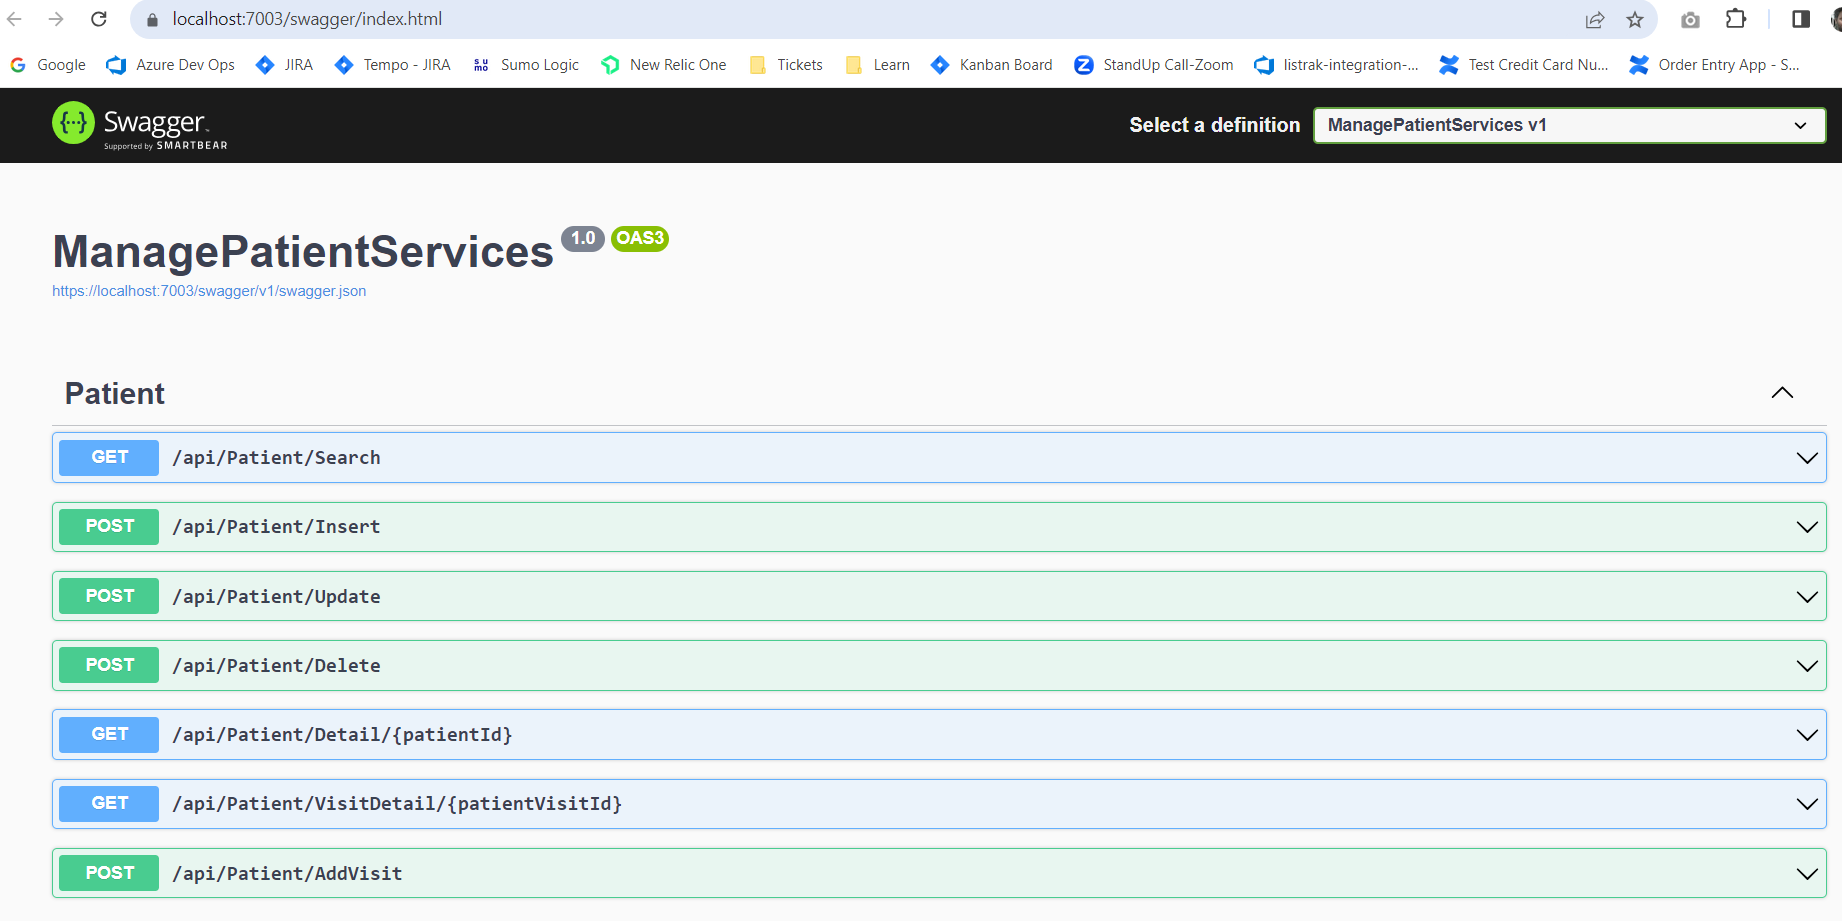 localhost:7003/swagger/index.html
Google Azure Dev Ops JIRA Tempo - JIRA sumo Sumo Logic New Relic One Tickets Learn Kanban Board StandUp Call-Zoom listrak-integration-... Test Credit Card Nu... Order Entry App - S...
{···} Swagger™ Select a definition ManagePatientServices v1
Supported by SMARTBEAR
ManagePatientServices 1.0 OAS3
https://localhost:7003/swagger/v1/swagger.json
Patient
GET /api/Patient/Search
POST /api/Patient/Insert
POST /api/Patient/Update
POST /api/Patient/Delete
GET /api/Patient/Detail/{patientId}
GET /api/Patient/VisitDetail/{patientVisitId}
POST /api/Patient/AddVisit